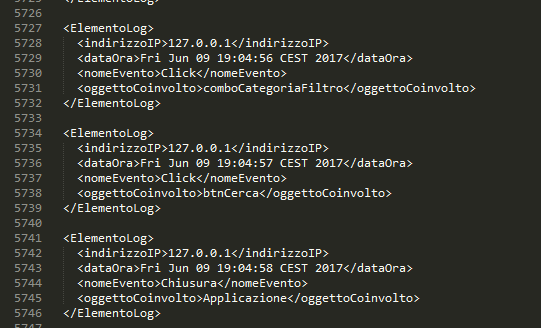 5726
5727 <ElementoLog>
5728 <indirizzoIP>127.0.0.1</indirizzoIP>
5729 <dataOra>Fri Jun 09 19:04:56 CEST 2017</dataOra>
5730 <nomeEvento>Click</nomeEvento>
5731 <oggettoCoinvolto>comboCategoriaFiltro</oggettoCoinvolto>
5732 </ElementoLog>
5733
5734 <ElementoLog>
5735 <indirizzoIP>127.0.0.1</indirizzoIP>
5736 <dataOra>Fri Jun 09 19:04:57 CEST 2017</dataOra>
5737 <nomeEvento>Click</nomeEvento>
5738 <oggettoCoinvolto>btnCerca</oggettoCoinvolto>
5739 </ElementoLog>
5740
5741 <ElementoLog>
5742 <indirizzoIP>127.0.0.1</indirizzoIP>
5743 <dataOra>Fri Jun 09 19:04:58 CEST 2017</dataOra>
5744 <nomeEvento>Chiusura</nomeEvento>
5745 <oggettoCoinvolto>Applicazione</oggettoCoinvolto>
5746 </ElementoLog>